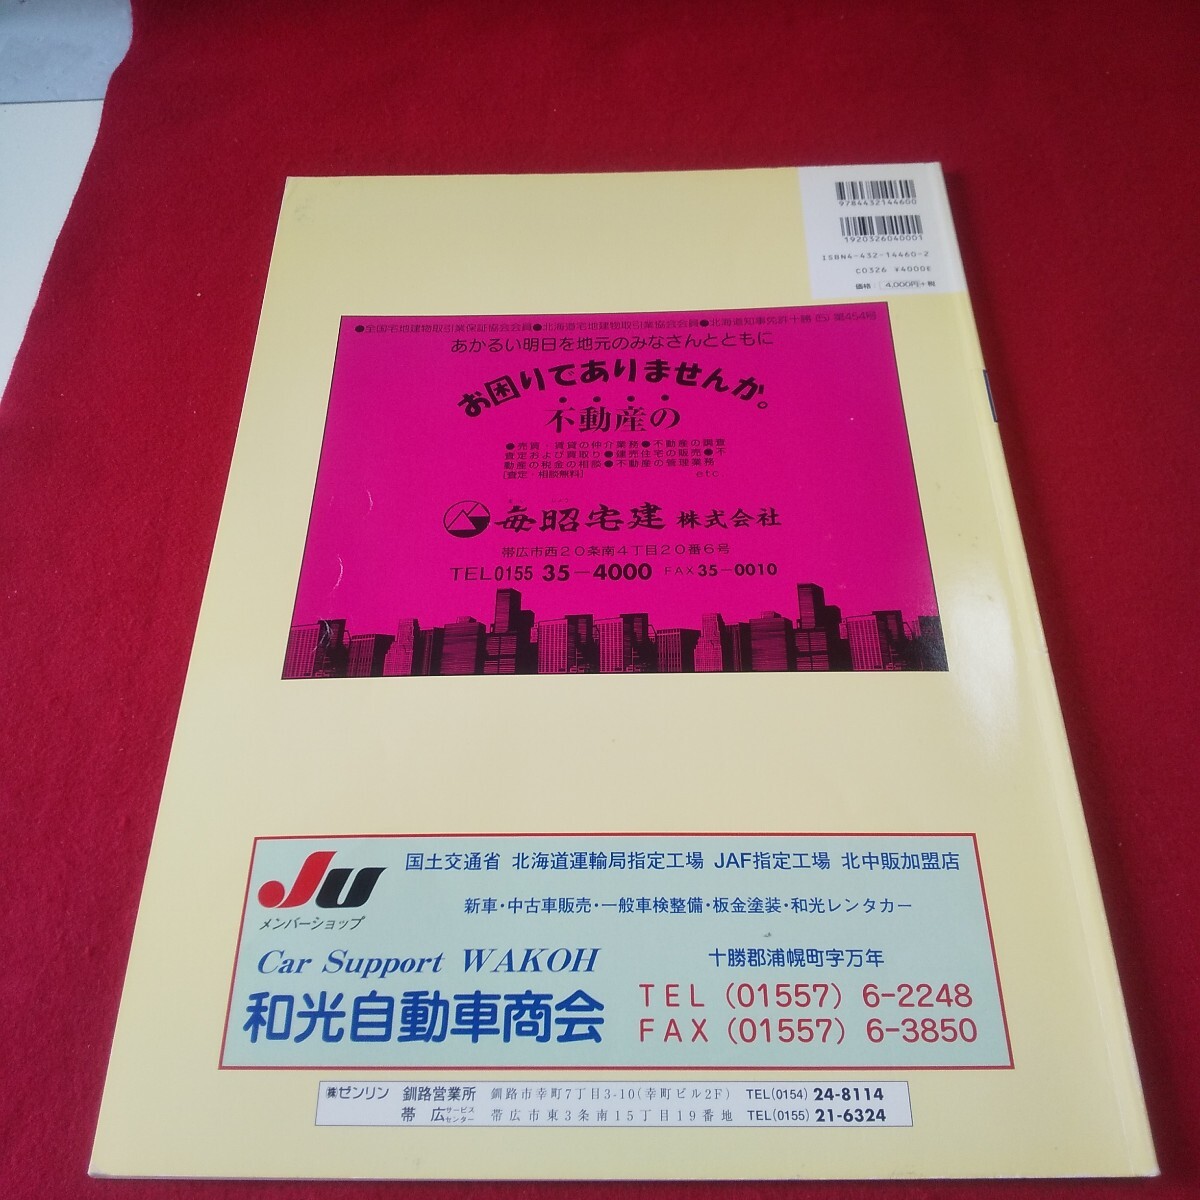 9784432144600
1920326040001
ISBN4-432-14460-2
C0326 ¥4000E
価格：4,000円+税
●全国宅地建物取引業保証協会会員●北海道宅地建物取引業協会会員●北海道知事免許十勝(5)第454号
あかるい明日を地元のみなさんとともに
お困りでありませんか。
不動産の
●売買・賃貸の仲介業務●不動産の調査
査定および買取り●建売住宅の販売●不
動産の税金の相談●不動産の管理業務
[査定・相談無料] etc.
毎昭宅建 株式会社
帯広市西20条南4丁目20番6号
TEL0155 35-4000 FAX35-0010
Ju
メンバーショップ
国土交通省 北海道運輸局指定工場 JAF指定工場 北中販加盟店
新車・中古車販売・一般車検整備・板金塗装・和光レンタカー
Car Support WAKOH
十勝郡浦幌町字万年
和光自動車商会
TEL (01557) 6-2248
FAX (01557) 6-3850
㈱ゼンリン 釧路営業所 釧路市幸町7丁目3-10(幸町ビル2F) TEL(0154) 24-8114
帯広サービスセンター 帯広市東3条南15丁目19番地 TEL(0155) 21-6324